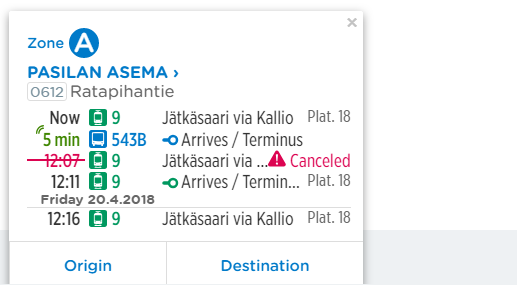 Zone A
PASILAN ASEMA ›
0612 Ratapihantie
Now 9 Jätkäsaari via Kallio Plat. 18
5 min 543B Arrives / Terminus
12:07 9 Jätkäsaari via ... Canceled
12:11 9 Arrives / Termin... Plat. 18
Friday 20.4.2018
12:16 9 Jätkäsaari via Kallio Plat. 18
Origin Destination